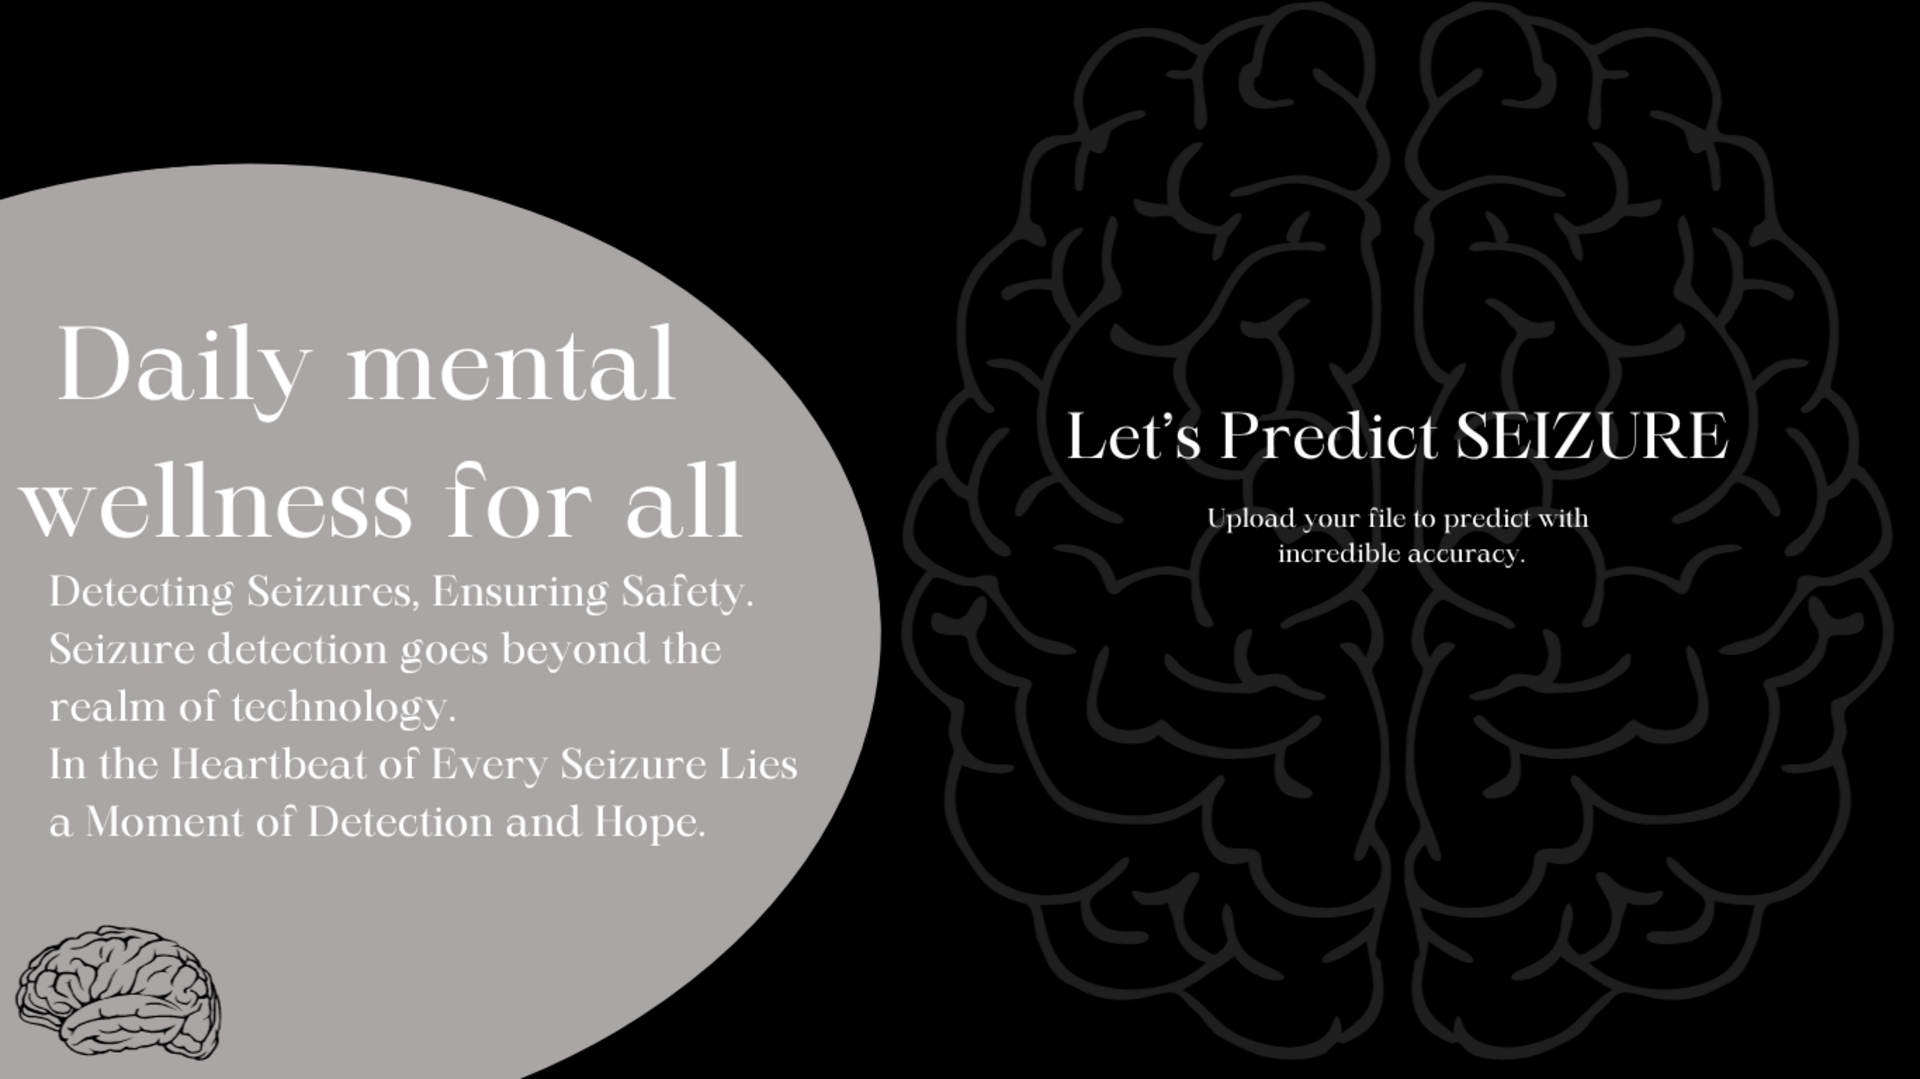 Daily mental
wellness for all
Detecting Seizures, Ensuring Safety.
Seizure detection goes beyond the
realm of technology.
In the Heartbeat of Every Seizure Lies
a Moment of Detection and Hope.
Let’s Predict SEIZURE
Upload your file to predict with
incredible accuracy.